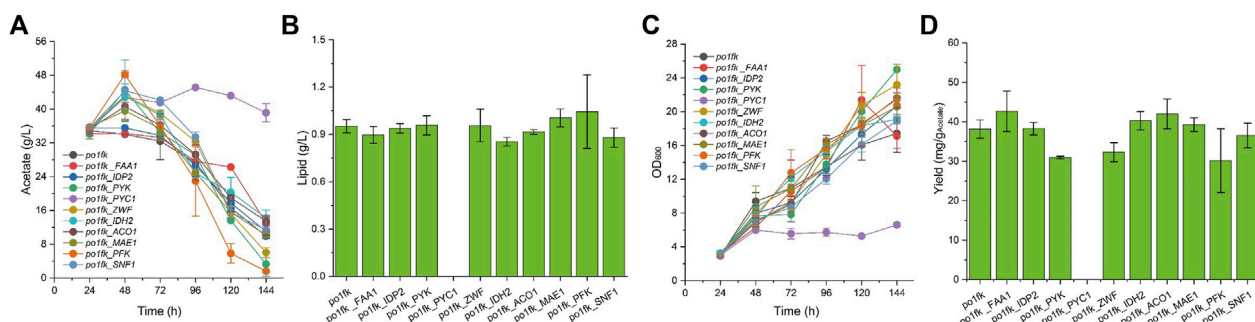 A
Acetate (g/L)
56
48
40
32
24
16
8
0
po1fk
po1fk_FAA1
po1fk_IDP2
po1fk_PYK
po1fk_PYC1
po1fk_ZWF
po1fk_IDH2
po1fk_ACO1
po1fk_MAE1
po1fk_PFK
po1fk_SNF1
0 24 48 72 96 120 144
Time (h)
B
Lipid (g/L)
1.5
1.2
0.9
0.6
0.3
0.0
po1fk
po1fk_FAA1
po1fk_IDP2
po1fk_PYK
po1fk_PYC1
po1fk_ZWF
po1fk_IDH2
po1fk_ACO1
po1fk_MAE1
po1fk_PFK
po1fk_SNF1
C
OD600
28
24
20
16
12
8
4
0
po1fk
po1fk_FAA1
po1fk_IDP2
po1fk_PYK
po1fk_PYC1
po1fk_ZWF
po1fk_IDH2
po1fk_ACO1
po1fk_MAE1
po1fk_PFK
po1fk_SNF1
0 24 48 72 96 120 144
Time (h)
D
Yield (mg/gAcetate)
60
50
40
30
20
10
0
po1fk
po1fk_FAA1
po1fk_IDP2
po1fk_PYK
po1fk_PYC1
po1fk_ZWF
po1fk_IDH2
po1fk_ACO1
po1fk_MAE1
po1fk_PFK
po1fk_SNF1